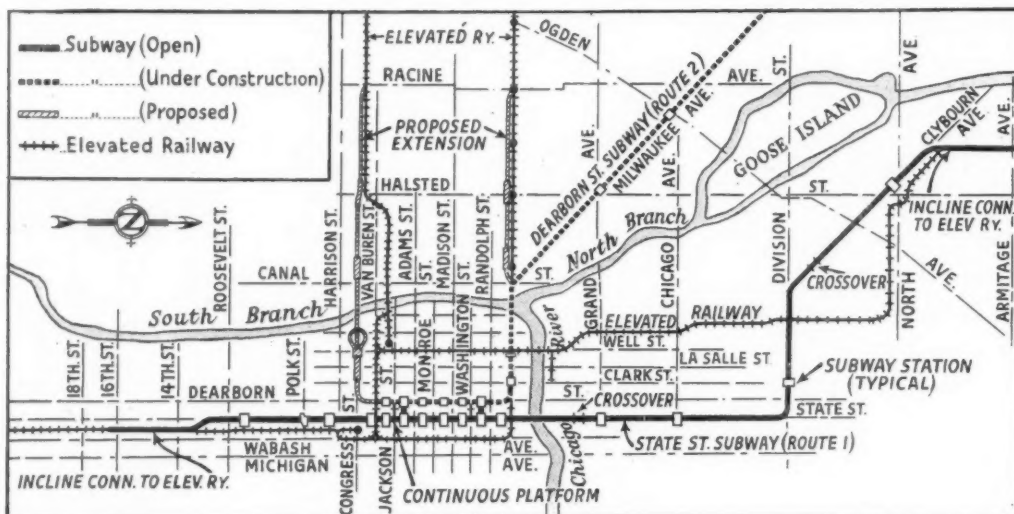 Subway (Open)
" (Under Construction)
" (Proposed)
Elevated Railway
ELEVATED RY.
OGDEN
RACINE
AVE.
ST.
AVE.
PROPOSED
EXTENSION
DEARBORN ST. SUBWAY (ROUTE 2)
MILWAUKEE AVE.
AVE.
AVE.
GOOSE ISLAND
CLYBOURN
AVE.
AVE.
HALSTED
ST.
N
ROOSEVELT ST.
HARRISON ST.
VAN BUREN ST.
ADAMS ST.
MADISON ST.
RANDOLPH ST.
ST.
ST.
North Branch
INCLINE CONN.
TO ELEV RY.
CANAL
ST.
GRAND
CHICAGO
DIVISION
CROSSOVER
AVE.
NORTH
ARMITAGE
South Branch
River
ELEVATED RAILWAY
WELL ST.
LA SALLE ST.
CLARK ST.
18TH. ST.
16TH. ST.
14TH. ST.
POLK ST.
ST.
MONROE
WASHINGTON
DEARBORN
ST.
CROSSOVER
SUBWAY STATION
(TYPICAL)
STATE ST.
STATE ST. SUBWAY (ROUTE 1)
WABASH
MICHIGAN
AVE.
AVE.
Chicago
CONGRESS ST.
JACKSON
INCLINE CONN. TO ELEV. RY.
CONTINUOUS PLATFORM